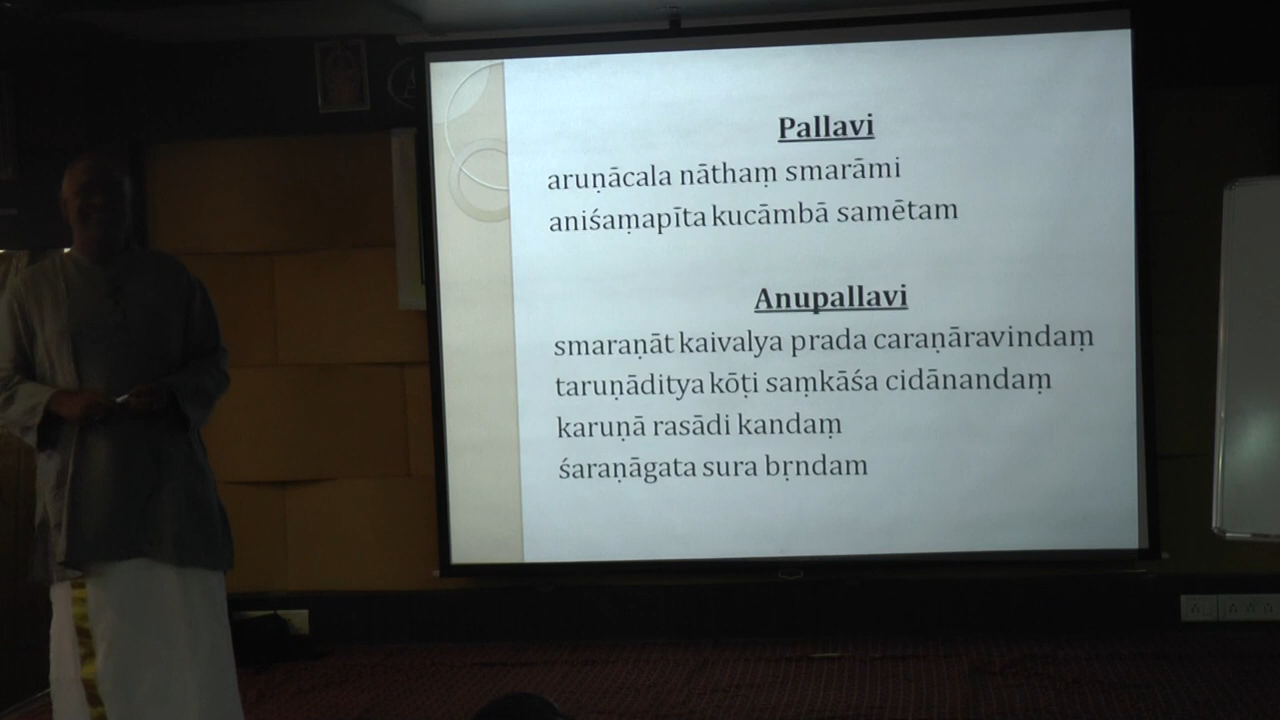 Pallavi
aruṇācala nāthaṃ smarāmi
aniśaṃapīta kucāmbā samētam
Anupallavi
smaraṇāt kaivalya prada caraṇāravindaṃ
taruṇāditya kōṭi saṃkāśa cidānandaṃ
karuṇā rasādi kandaṃ
śaraṇāgata sura bṛndam